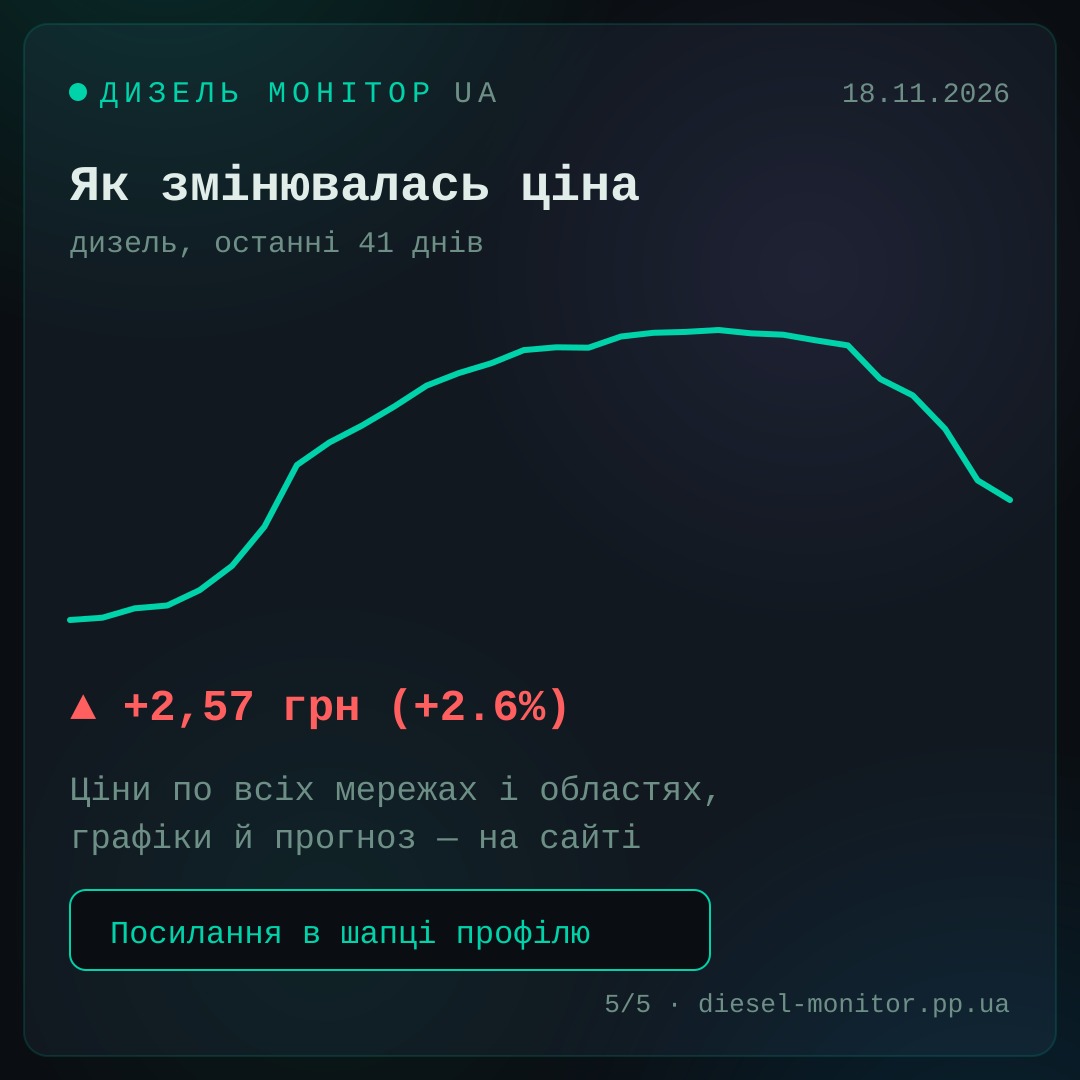 ДИЗЕЛЬ МОНІТОР UA
18.11.2026
Як змінювалась ціна
дизель, останні 41 днів
▲ +2,57 грн (+2.6%)
Ціни по всіх мережах і областях,
графіки й прогноз — на сайті
Посилання в шапці профілю
5/5 · diesel-monitor.pp.ua